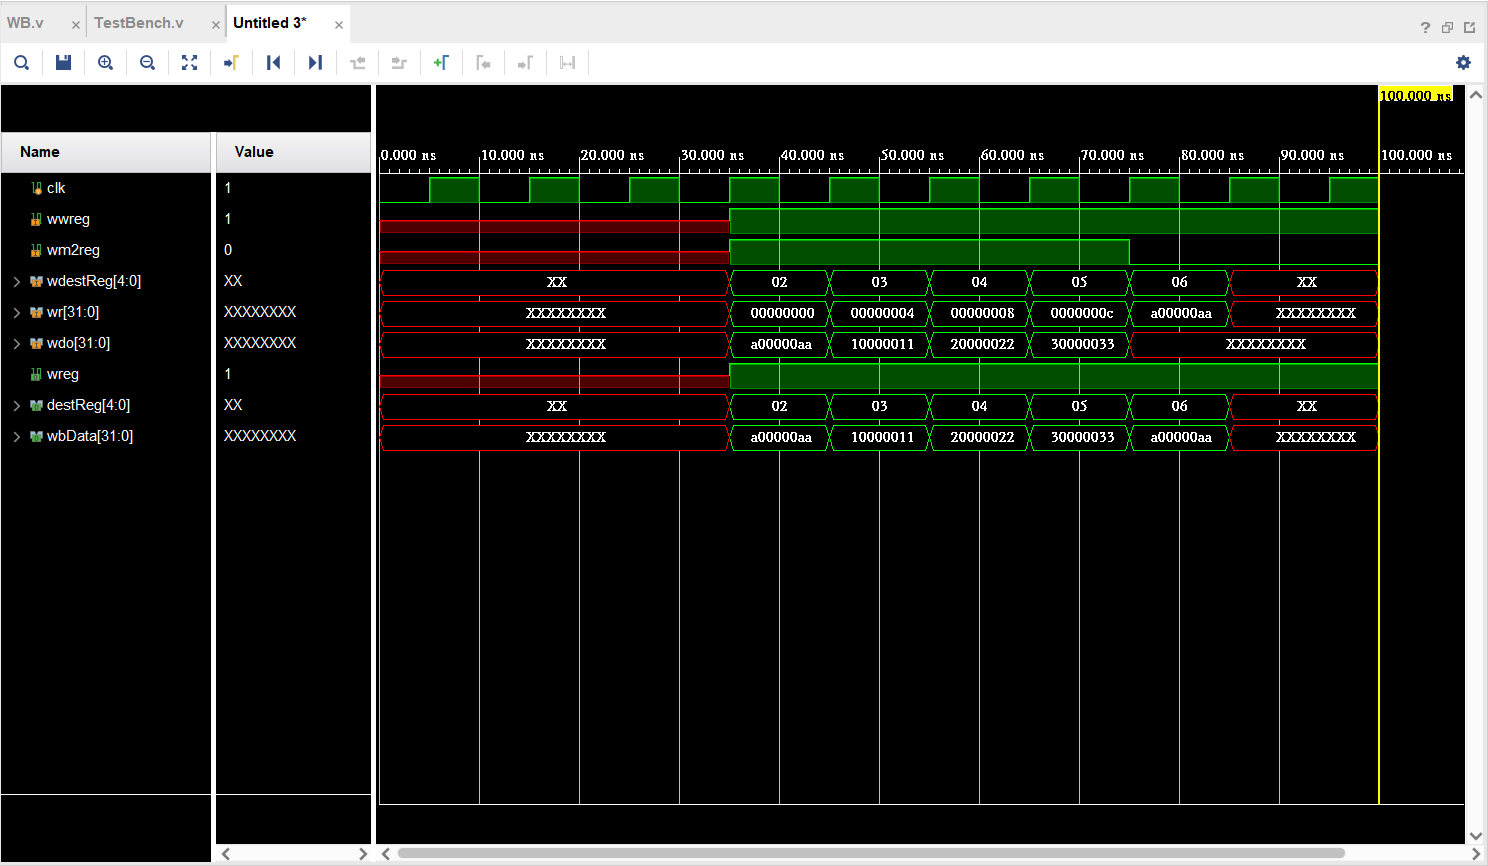 WB.v × TestBench.v × Untitled 3* ×
?
100.000 ns
Name Value
0.000 ns 10.000 ns 20.000 ns 30.000 ns 40.000 ns 50.000 ns 60.000 ns 70.000 ns 80.000 ns 90.000 ns 100.000 ns
clk 1
wwreg 1
wm2reg 0
wdestReg[4:0] XX XX 02 03 04 05 06 XX
wr[31:0] XXXXXXXX XXXXXXXX 00000000 00000004 00000008 0000000c a00000aa XXXXXXXX
wdo[31:0] XXXXXXXX XXXXXXXX a00000aa 10000011 20000022 30000033 XXXXXXXX
wreg 1
destReg[4:0] XX XX 02 03 04 05 06 XX
wbData[31:0] XXXXXXXX XXXXXXXX a00000aa 10000011 20000022 30000033 a00000aa XXXXXXXX